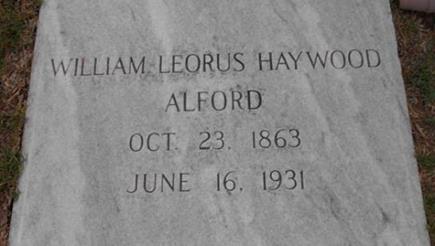 WILLIAM LEORUS HAYWOOD
ALFORD
OCT. 23, 1863
JUNE 16, 1931